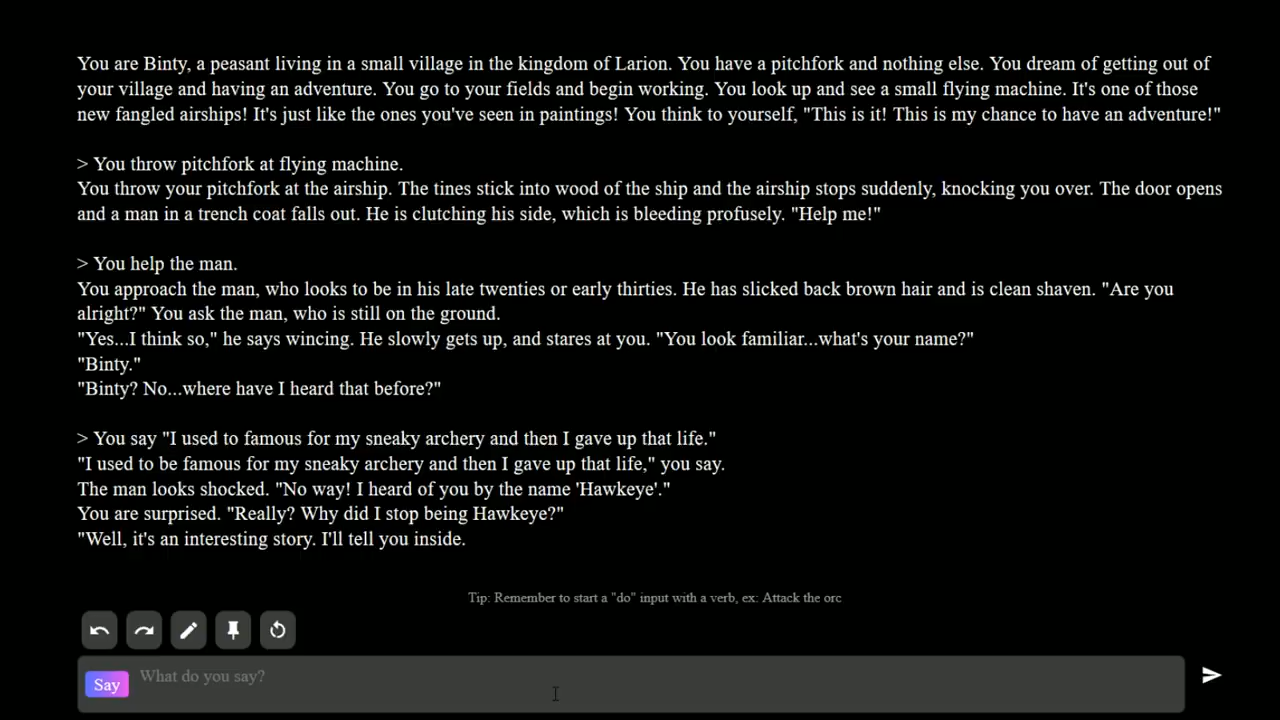 You are Binty, a peasant living in a small village in the kingdom of Larion. You have a pitchfork and nothing else. You dream of getting out of
your village and having an adventure. You go to your fields and begin working. You look up and see a small flying machine. It's one of those
new fangled airships! It's just like the ones you've seen in paintings! You think to yourself, "This is it! This is my chance to have an adventure!"
> You throw pitchfork at flying machine.
You throw your pitchfork at the airship. The tines stick into wood of the ship and the airship stops suddenly, knocking you over. The door opens
and a man in a trench coat falls out. He is clutching his side, which is bleeding profusely. "Help me!"
> You help the man.
You approach the man, who looks to be in his late twenties or early thirties. He has slicked back brown hair and is clean shaven. "Are you
alright?" You ask the man, who is still on the ground.
"Yes...I think so," he says wincing. He slowly gets up, and stares at you. "You look familiar...what's your name?"
"Binty."
"Binty? No...where have I heard that before?"
> You say "I used to famous for my sneaky archery and then I gave up that life."
"I used to be famous for my sneaky archery and then I gave up that life," you say.
The man looks shocked. "No way! I heard of you by the name 'Hawkeye'."
You are surprised. "Really? Why did I stop being Hawkeye?"
"Well, it's an interesting story. I'll tell you inside.
Tip: Remember to start a "do" input with a verb, ex: Attack the orc
Say What do you say?